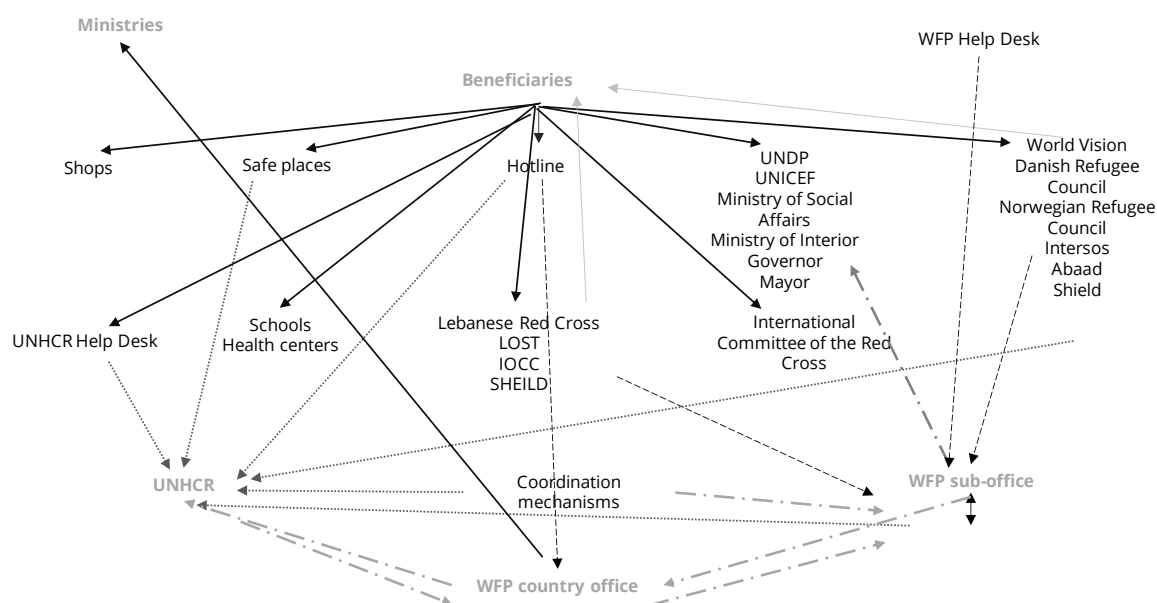 Ministries
WFP Help Desk
Beneficiaries
Shops
Safe places
Hotline
UNDP
UNICEF
Ministry of Social
Affairs
Ministry of Interior
Governor
Mayor
World Vision
Danish Refugee
Council
Norwegian Refugee
Council
Intersos
Abaad
Shield
UNHCR Help Desk
Schools
Health centers
Lebanese Red Cross
LOST
IOCC
SHEILD
International
Committee of the Red
Cross
UNHCR
Coordination
mechanisms
WFP sub-office
WFP country office